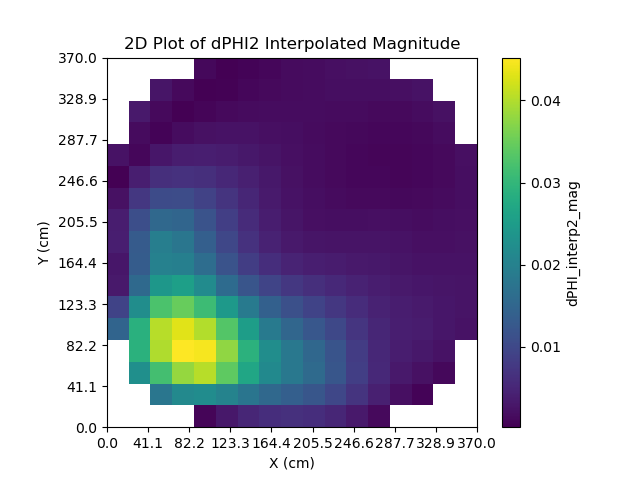 2D Plot of dPHI2 Interpolated Magnitude
370.0
328.9
287.7
246.6
205.5
164.4
123.3
82.2
41.1
0.0
Y (cm)
0.0 41.1 82.2 123.3 164.4 205.5 246.6 287.7 328.9 370.0
X (cm)
0.04
0.03
0.02
0.01
dPHI_interp2_mag